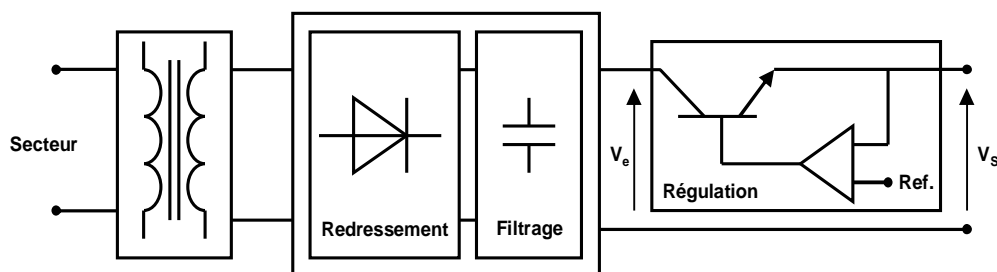 Secteur
Redressement
Filtrage
Ve
Régulation
Ref.
Vs